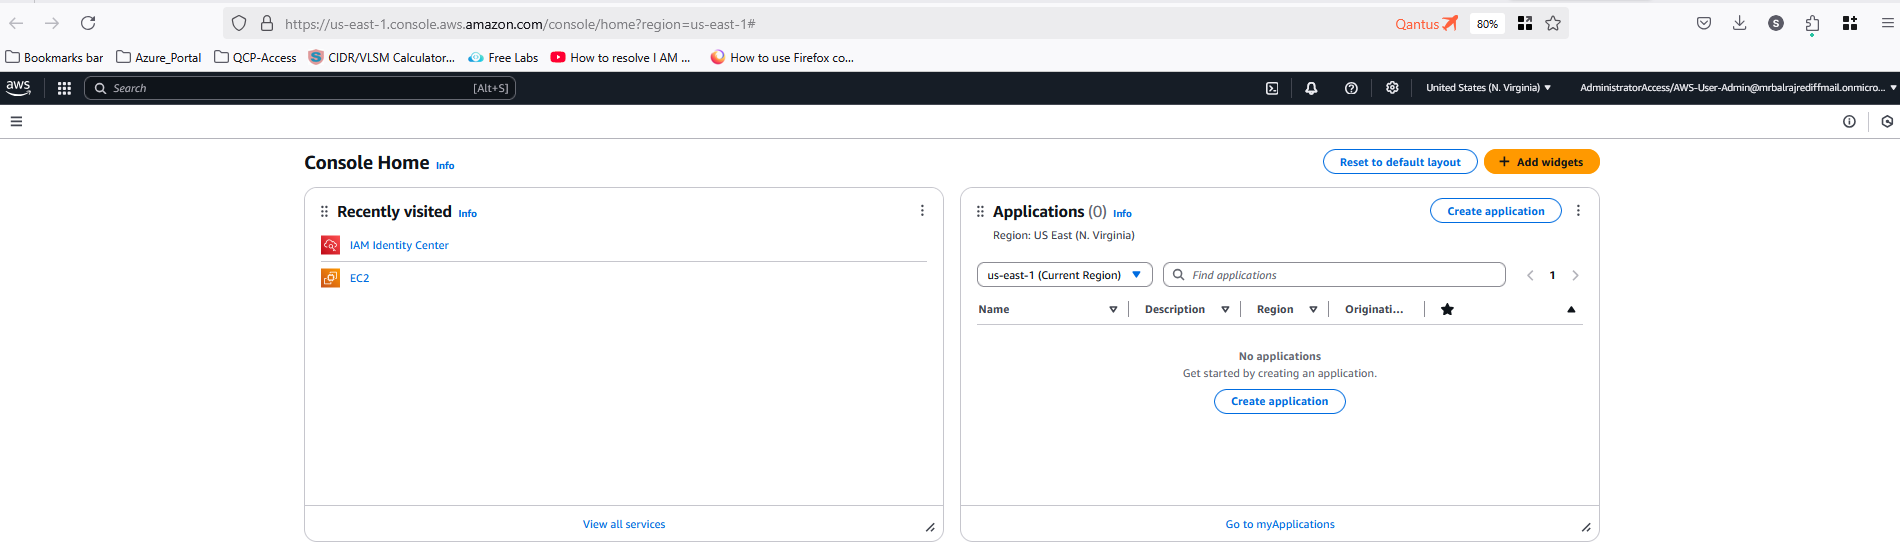 https://us-east-1.console.aws.amazon.com/console/home?region=us-east-1#
Qantus
80%
S
Bookmarks bar
Azure_Portal
QCP-Access
CIDR/VLSM Calculator...
Free Labs
How to resolve I AM ...
How to use Firefox co...
aws
Search
[Alt+S]
United States (N. Virginia)
AdministratorAccess/AWS-User-Admin@mrbalrajrediffmail.onmicro...
Console Home
Info
Reset to default layout
Add widgets
Recently visited
Info
IAM Identity Center
EC2
View all services
Applications (0)
Info
Create application
Region: US East (N. Virginia)
us-east-1 (Current Region)
Find applications
1
Name
Description
Region
Originati...
No applications
Get started by creating an application.
Create application
Go to myApplications